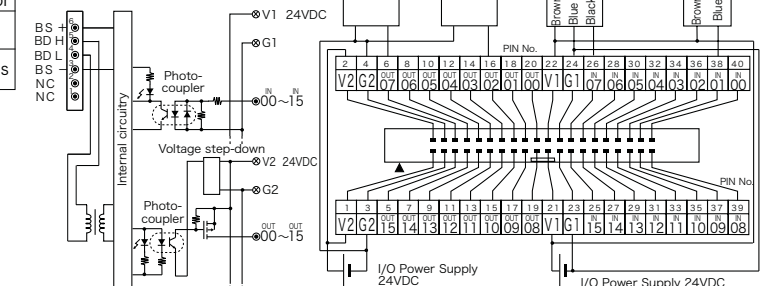 or
s
BS +
BD H
BD L
BS -
NC
NC
6
5
4
3
2
1
Internal circuitry
V1 24VDC
G1
Photo-
coupler
IN IN
00~15
Voltage step-down
V2 24VDC
G2
Photo-
coupler
OUT OUT
00~15
Brown
Blue
Black
Brown
Blue
PIN No.
2 4 6 8 10 12 14 16 18 20 22 24 26 28 30 32 34 36 38 40
V2 G2 OUT 07 OUT 06 OUT 05 OUT 04 OUT 03 OUT 02 OUT 01 OUT 00 V1 G1 IN 07 IN 06 IN 05 IN 04 IN 03 IN 02 IN 01 IN 00
PIN No.
1 3 5 7 9 11 13 15 17 19 21 23 25 27 29 31 33 35 37 39
V2 G2 OUT 15 OUT 14 OUT 13 OUT 12 OUT 11 OUT 10 OUT 09 OUT 08 V1 G1 IN 15 IN 14 IN 13 IN 12 IN 11 IN 10 IN 09 IN 08
I/O Power Supply
24VDC
I/O Power Supply 24VDC